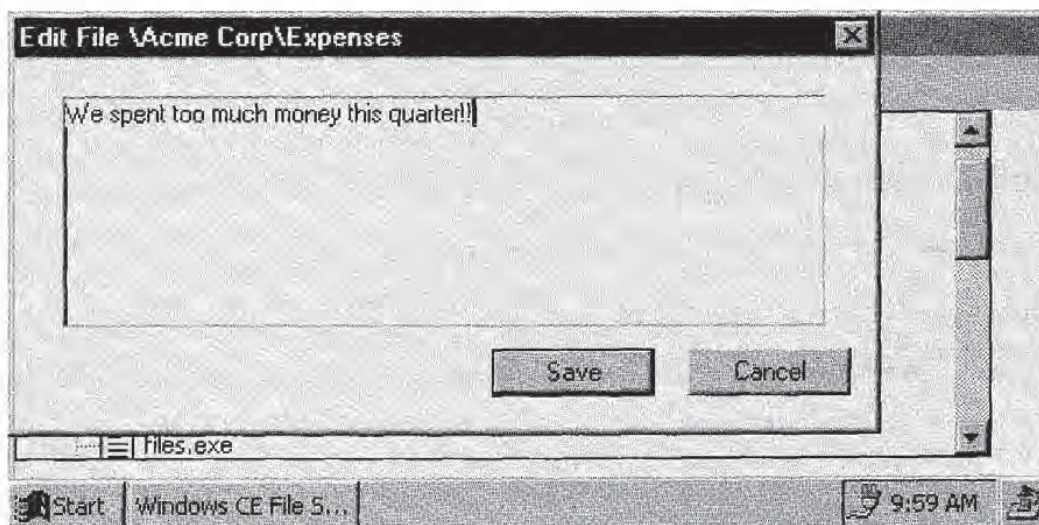 Edit File \Acme Corp\Expenses
We spent too much money this quarter!!
Save Cancel
files.exe
Start Windows CE File S... 9:59 AM